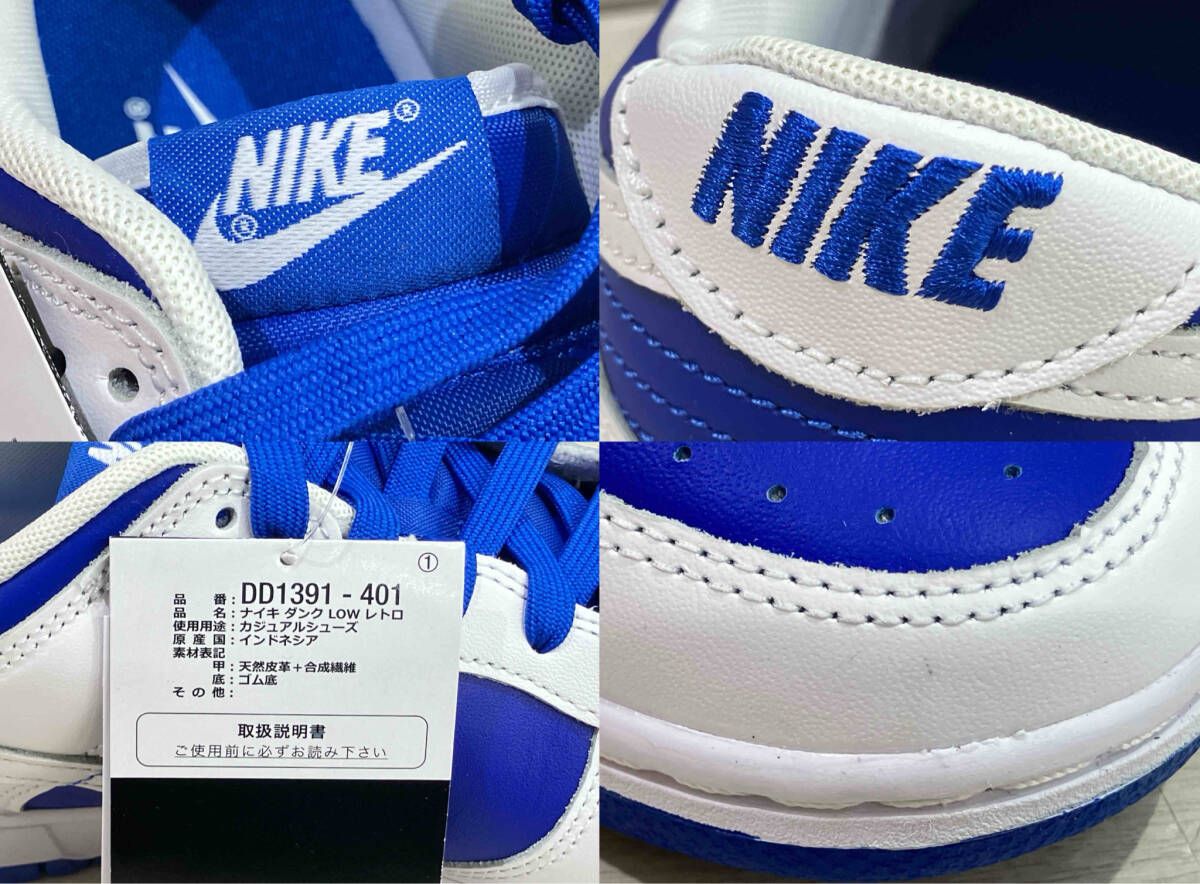 NIKE®
®
NIKE
①
品 番：DD1391 - 401
品 名：ナイキ ダンク LOW レトロ
使用用途：カジュアルシューズ
原 産 国：インドネシア
素材表記
甲：天然皮革＋合成繊維
底：ゴム底
そ の 他：
取扱説明書
ご使用前に必ずお読み下さい